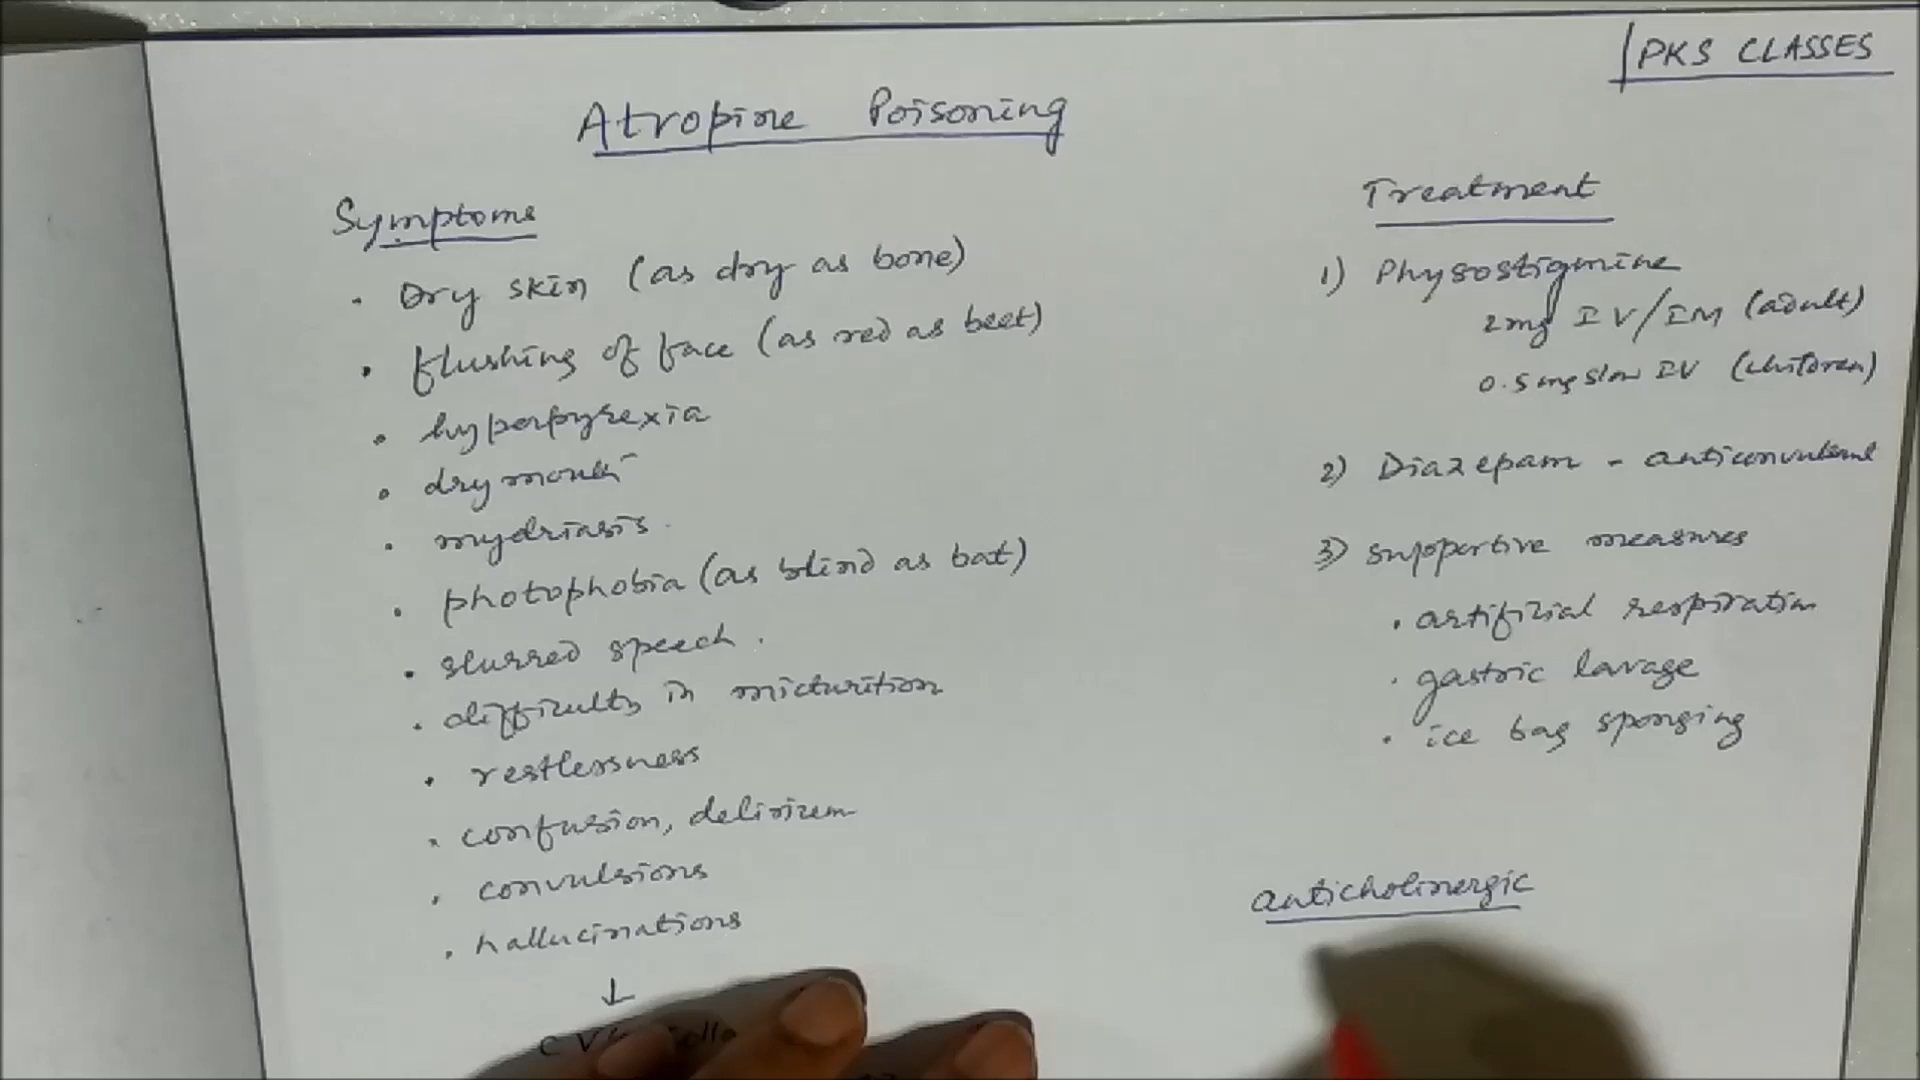 PKS CLASSES
Atropine Poisoning
Symptoms
• Dry skin (as dry as bone)
• flushing of face (as red as beet)
• hyperpyrexia
• dry mouth
• mydriasis.
• photophobia (as blind as bat)
• slurred speech.
• difficulty in micturition
• restlessness
• confusion, delirium
• convulsions
• hallucinations
↓
Treatment
1) Physostigmine
2mg IV/IM (adult)
0.5 mg slow IV (children)
2) Diazepam - anticonvulsant
3) supportive measures
• artificial respiration
• gastric lavage
• ice bag sponging
anticholinergic